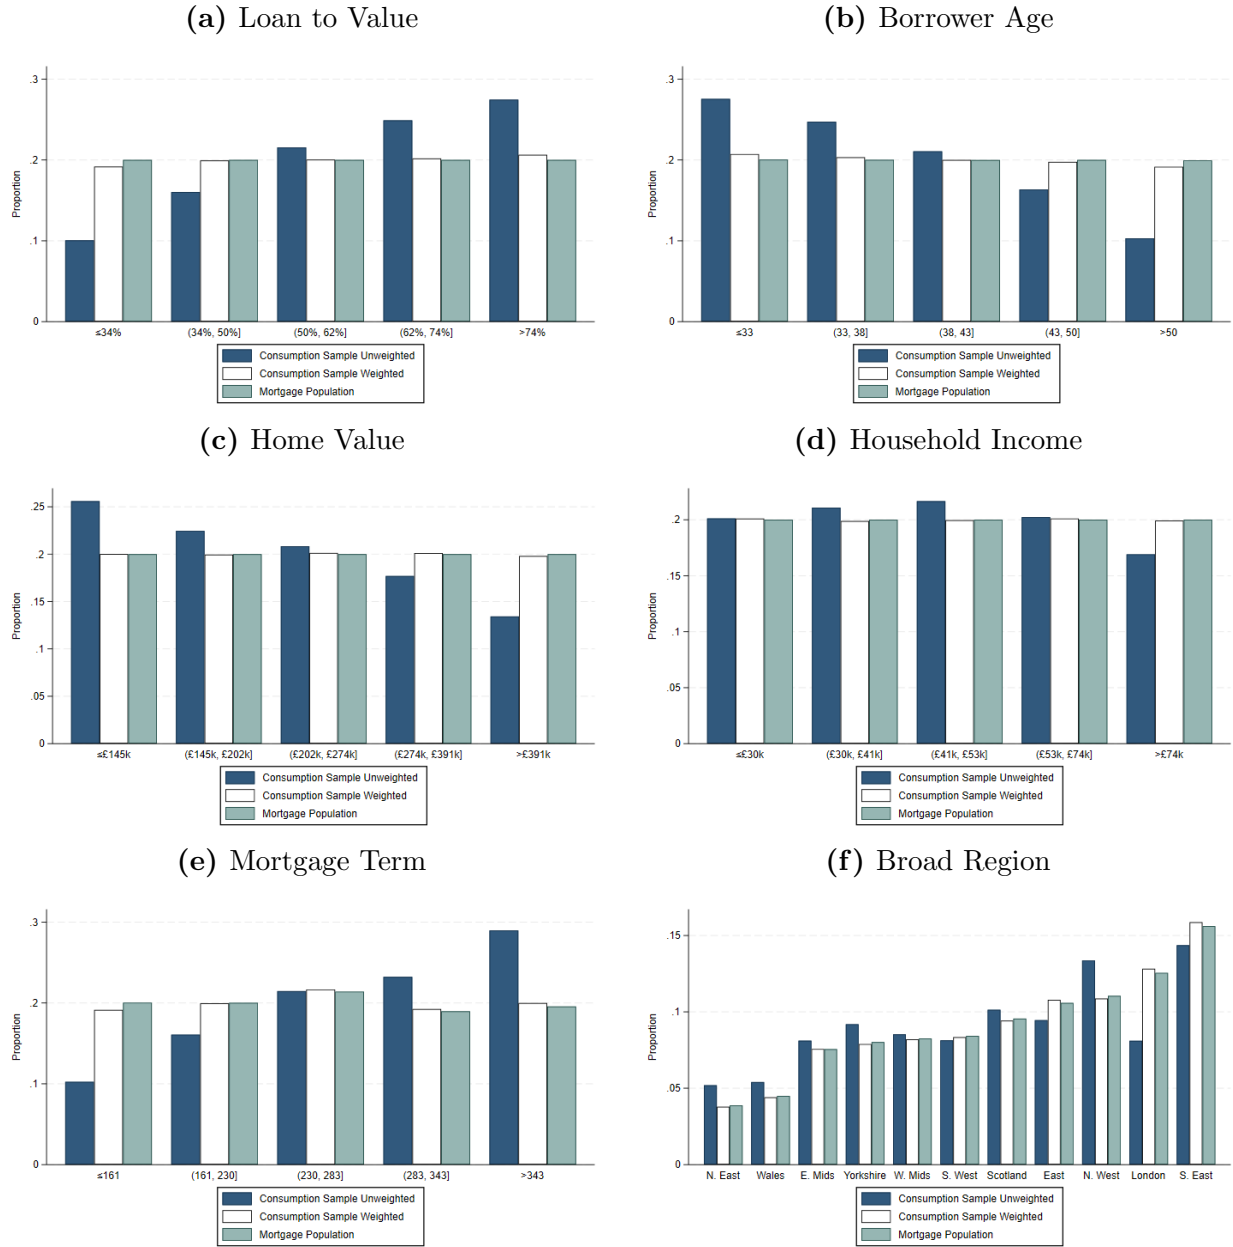 (a) Loan to Value
.3
.2
.1
0
Proportion
≤34%
(34%, 50%]
(50%, 62%]
(62%, 74%]
>74%
Consumption Sample Unweighted
Consumption Sample Weighted
Mortgage Population
(b) Borrower Age
.3
.2
.1
0
Proportion
≤33
(33, 38]
(38, 43]
(43, 50]
>50
Consumption Sample Unweighted
Consumption Sample Weighted
Mortgage Population
(c) Home Value
.25
.2
.15
.1
.05
0
Proportion
≤£145k
(£145k, £202k]
(£202k, £274k]
(£274k, £391k]
>£391k
Consumption Sample Unweighted
Consumption Sample Weighted
Mortgage Population
(d) Household Income
.2
.15
.1
.05
0
Proportion
≤£30k
(£30k, £41k]
(£41k, £53k]
(£53k, £74k]
>£74k
Consumption Sample Unweighted
Consumption Sample Weighted
Mortgage Population
(e) Mortgage Term
.3
.2
.1
0
Proportion
≤161
(161, 230]
(230, 283]
(283, 343]
>343
Consumption Sample Unweighted
Consumption Sample Weighted
Mortgage Population
(f) Broad Region
.15
.1
.05
0
Proportion
N. East
Wales
E. Mids
Yorkshire
W. Mids
S. West
Scotland
East
N. West
London
S. East
Consumption Sample Unweighted
Consumption Sample Weighted
Mortgage Population